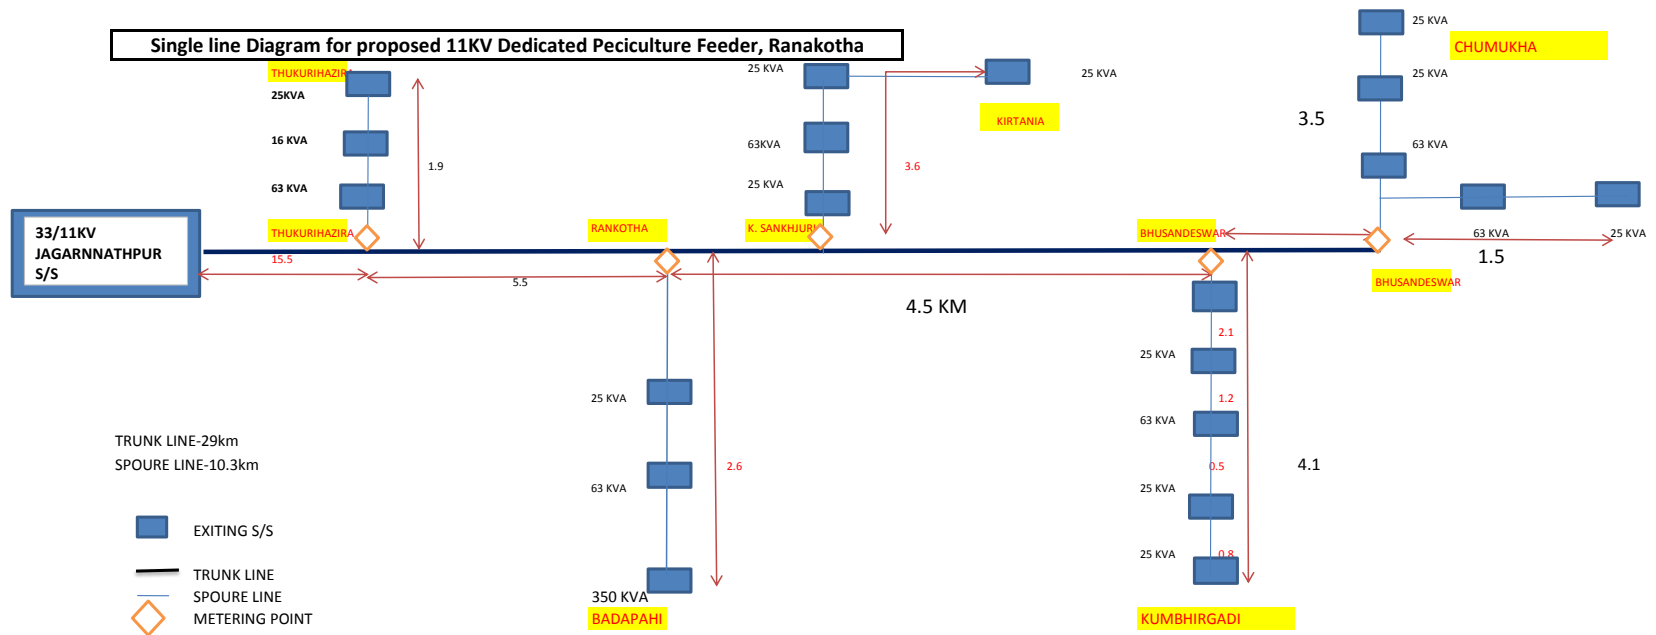 Single line Diagram for proposed 11KV Dedicated Peciculture Feeder, Ranakotha
25 KVA
CHUMUKHA
THUKURIHAZIRA
25 KVA
25 KVA
25 KVA
25KVA
KIRTANIA
3.5
16 KVA
63KVA
63 KVA
1.9
3.6
63 KVA
25 KVA
33/11KV
JAGARNNATHPUR
S/S
THUKURIHAZIRA
RANKOTHA
K. SANKHJURI
BHUSANDESWAR
63 KVA
25 KVA
15.5
1.5
5.5
BHUSANDESWAR
4.5 KM
2.1
25 KVA
25 KVA
1.2
63 KVA
TRUNK LINE-29km
SPOURE LINE-10.3km
2.6
0.5
4.1
63 KVA
25 KVA
EXITING S/S
25 KVA
0.8
TRUNK LINE
SPOURE LINE
350 KVA
METERING POINT
BADAPAHI
KUMBHIRGADI